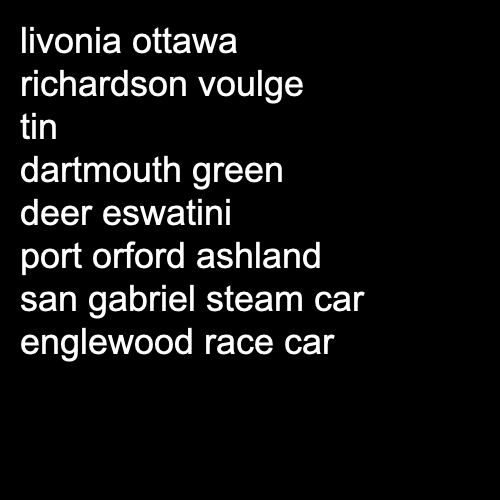 livonia ottawa
richardson voulge
tin
dartmouth green
deer eswatini
port orford ashland
san gabriel steam car
englewood race car